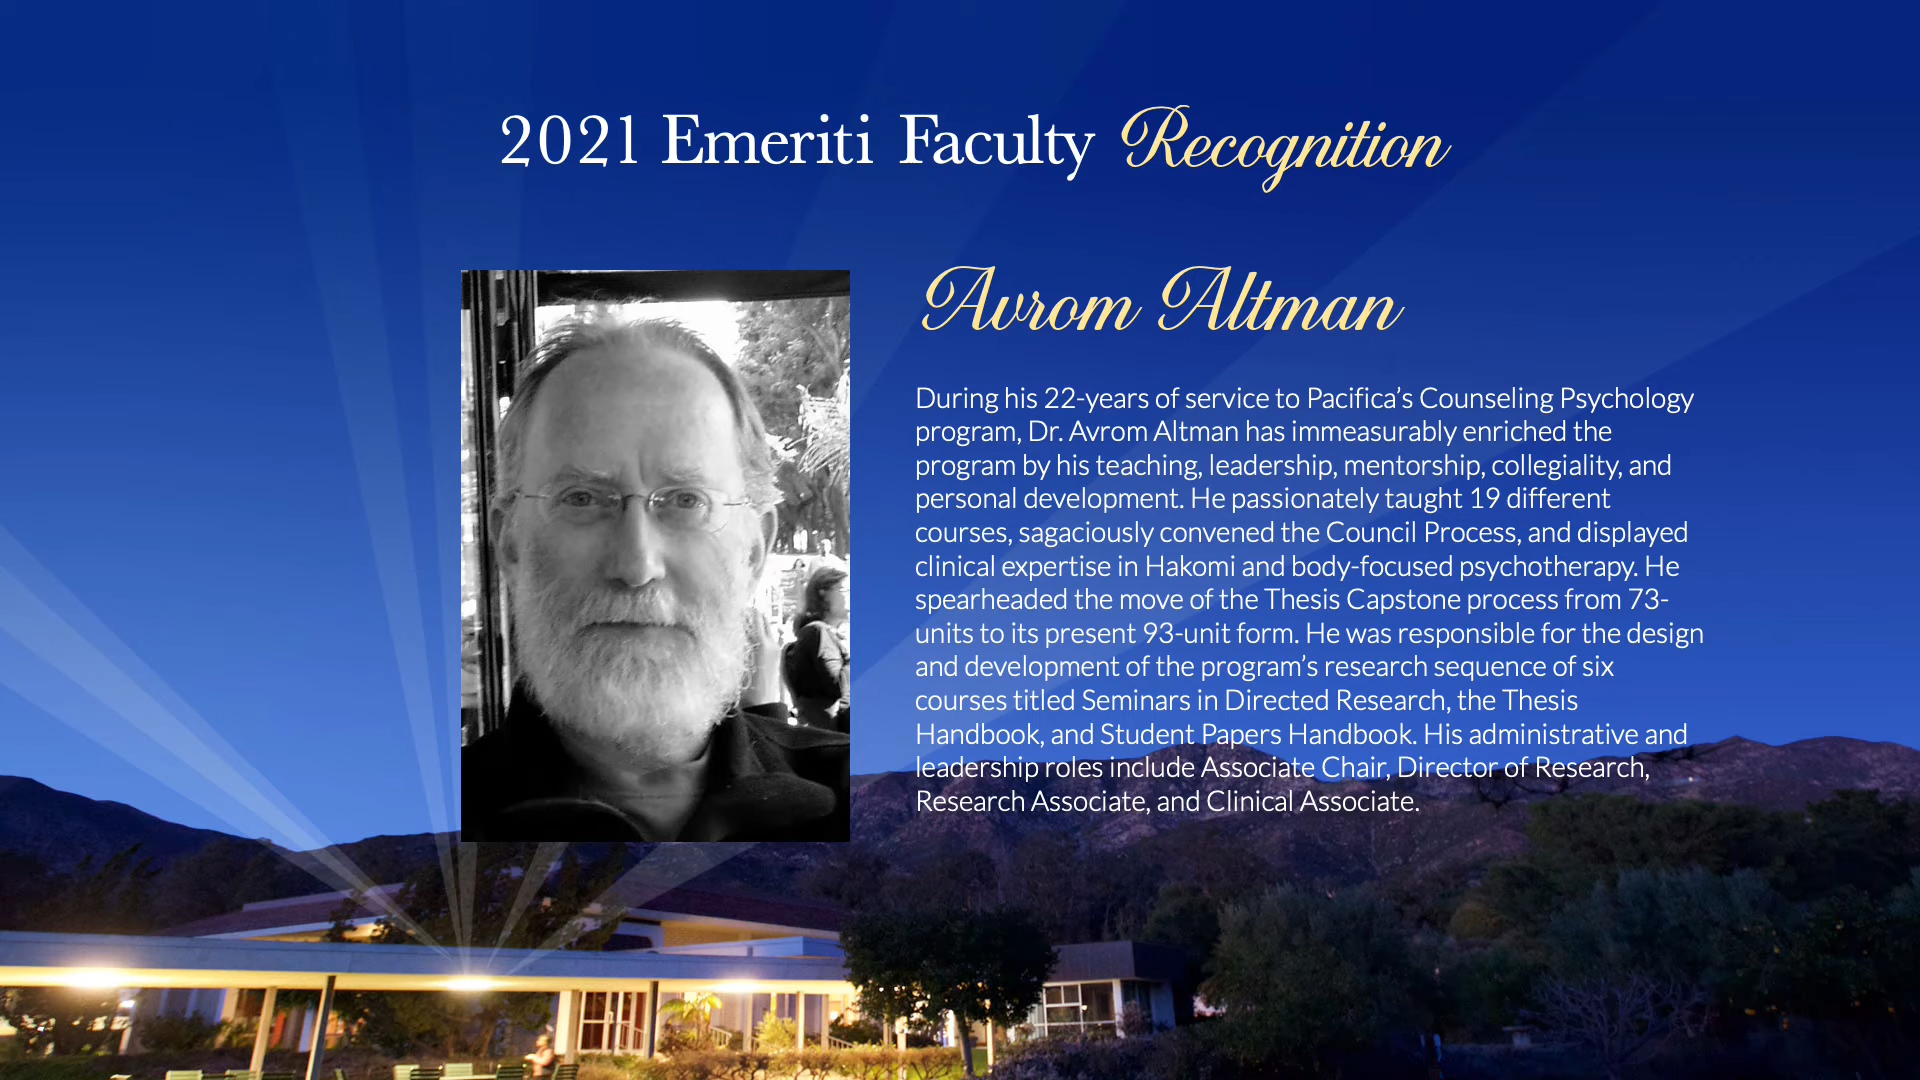 2021 Emeriti Faculty Recognition
Avrom Altman
During his 22-years of service to Pacifica’s Counseling Psychology
program, Dr. Avrom Altman has immeasurably enriched the
program by his teaching, leadership, mentorship, collegiality, and
personal development. He passionately taught 19 different
courses, sagaciously convened the Council Process, and displayed
clinical expertise in Hakomi and body-focused psychotherapy. He
spearheaded the move of the Thesis Capstone process from 73-
units to its present 93-unit form. He was responsible for the design
and development of the program’s research sequence of six
courses titled Seminars in Directed Research, the Thesis
Handbook, and Student Papers Handbook. His administrative and
leadership roles include Associate Chair, Director of Research,
Research Associate, and Clinical Associate.